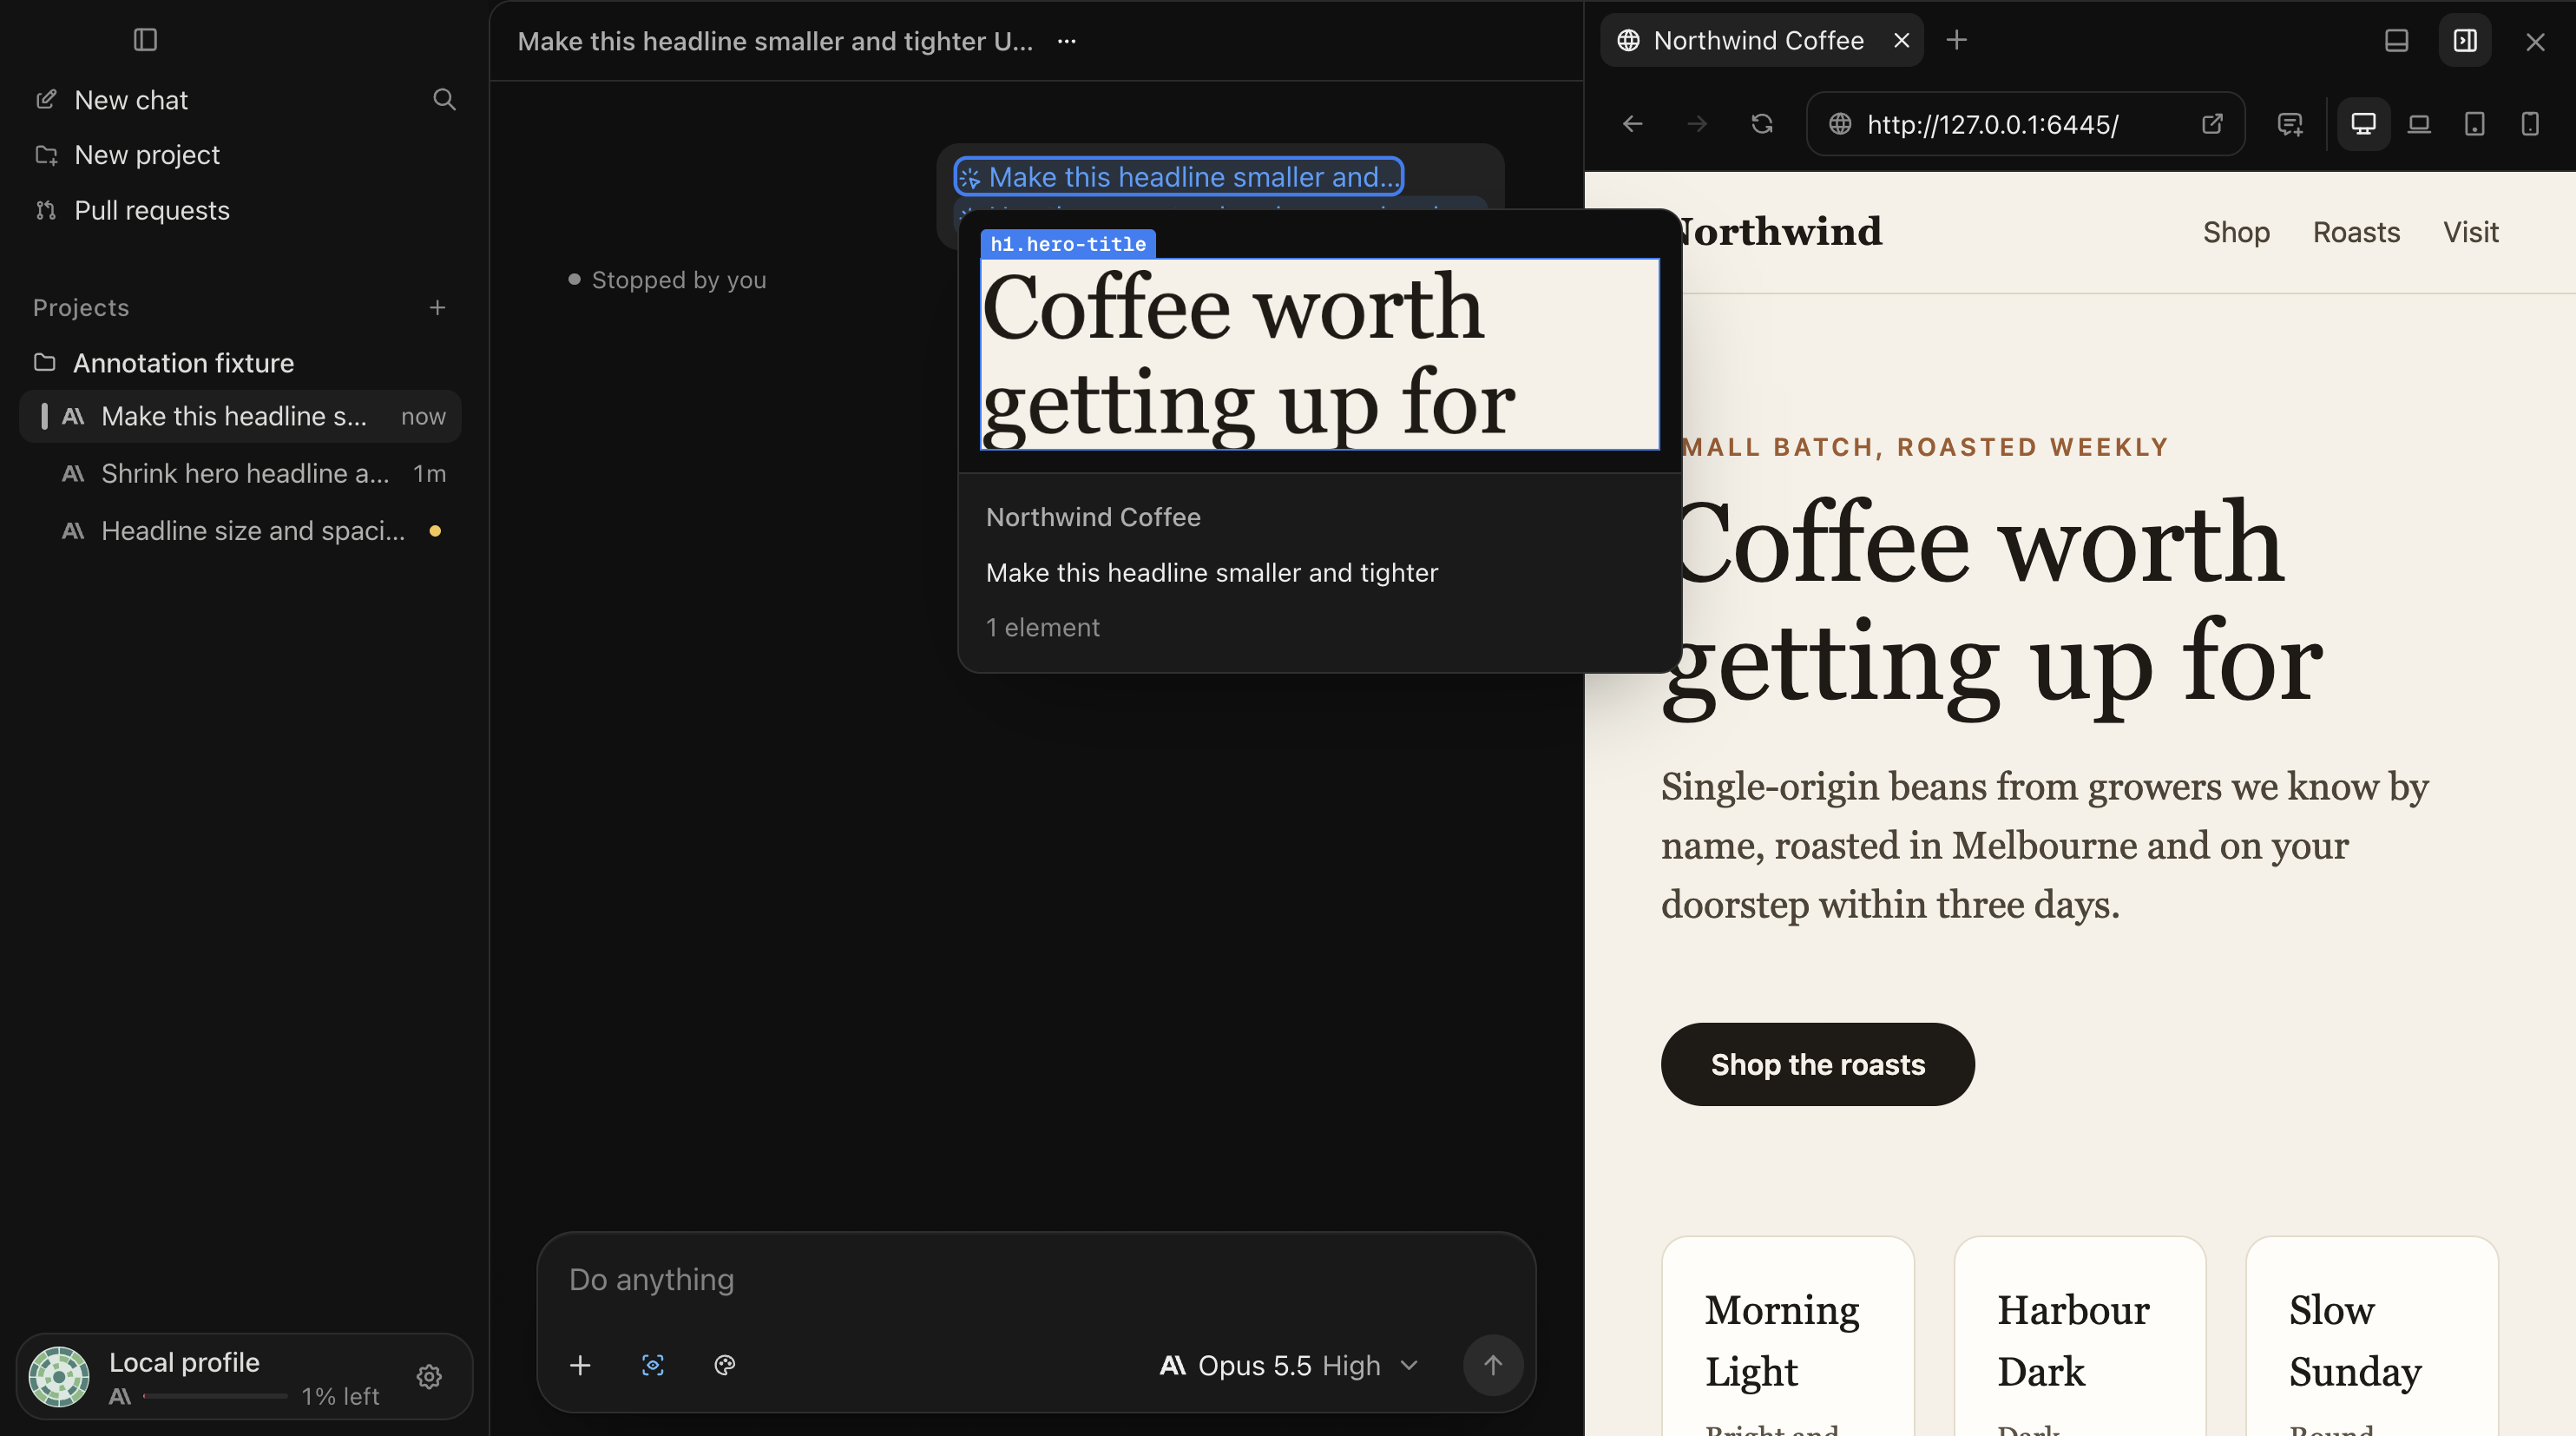 New chat
New project
Pull requests
Projects
Annotation fixture
Make this headline s... now
Shrink hero headline a... 1m
Headline size and spaci...
Local profile
1% left
Make this headline smaller and tighter U...
Make this headline smaller and...
Stopped by you
h1.hero-title
Coffee worth
getting up for
Northwind Coffee
Make this headline smaller and tighter
1 element
Do anything
Opus 5.5 High
Northwind Coffee
http://127.0.0.1:6445/
Northwind
Shop Roasts Visit
MALL BATCH, ROASTED WEEKLY
Coffee worth
getting up for
Single-origin beans from growers we know by
name, roasted in Melbourne and on your
doorstep within three days.
Shop the roasts
Morning
Light
Harbour
Dark
Slow
Sunday